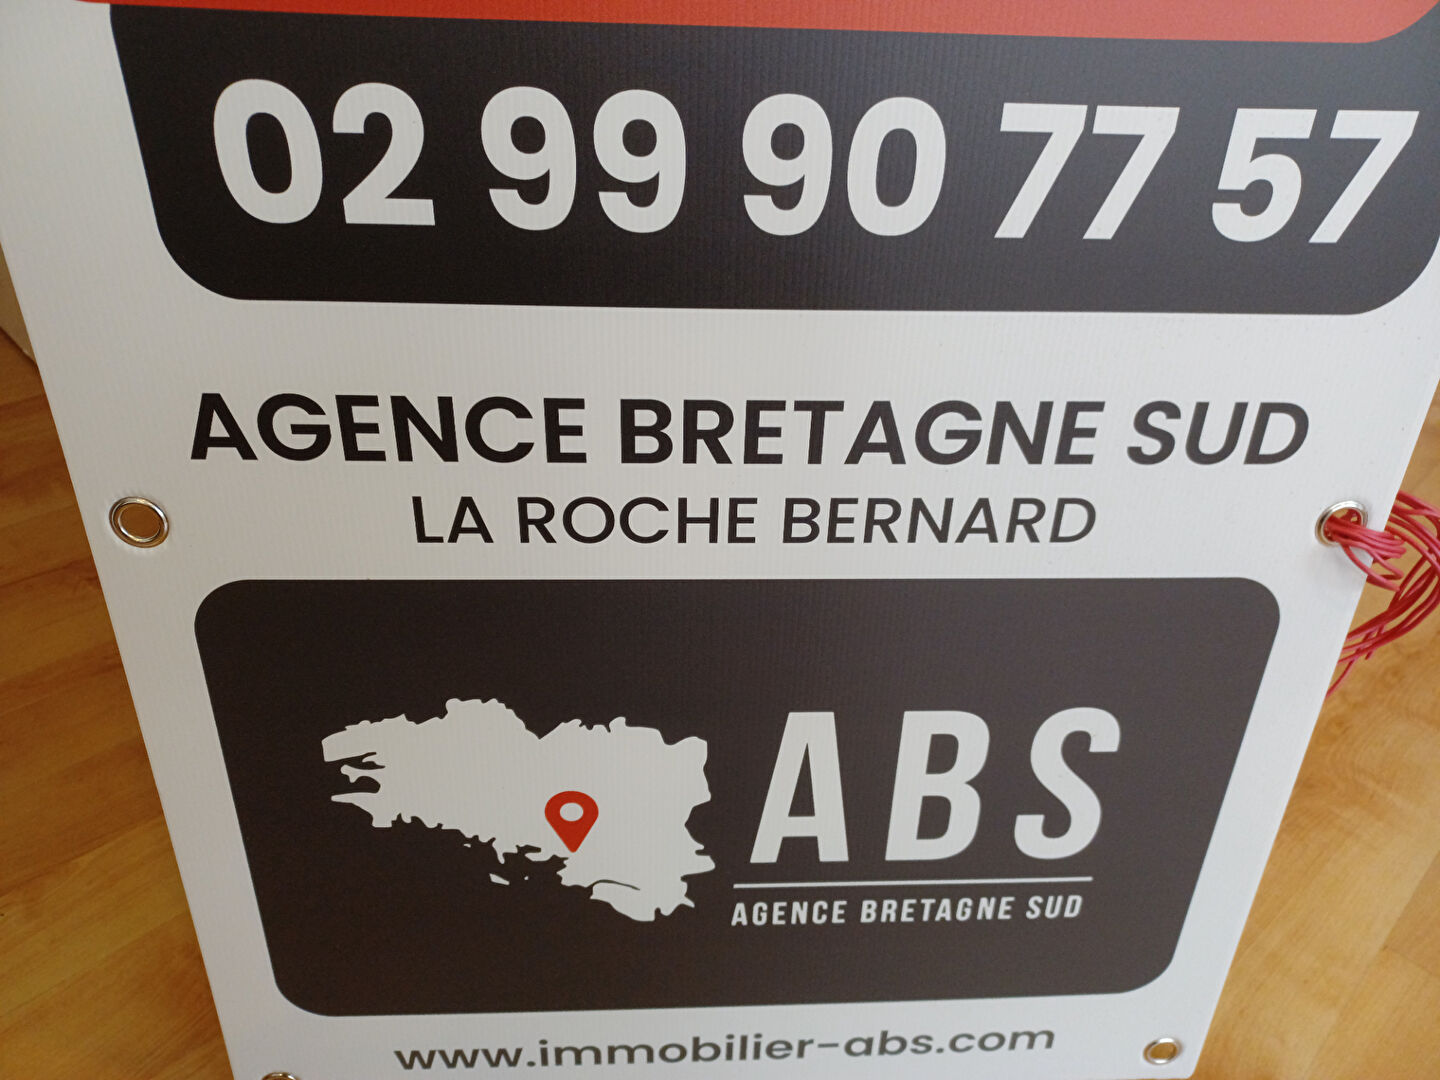 02 99 90 77 57
AGENCE BRETAGNE SUD
LA ROCHE BERNARD
ABS
AGENCE BRETAGNE SUD
www.immobilier-abs.com